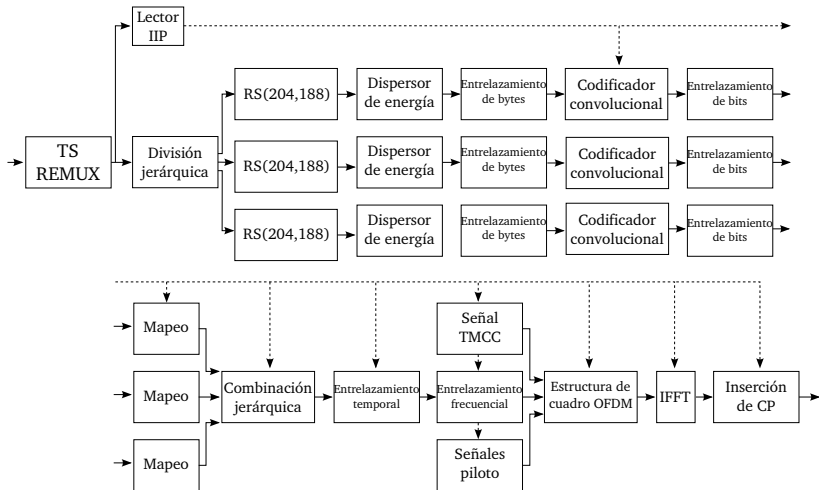 Lector
IIP
RS(204,188)
Dispersor
de energía
Entrelazamiento
de bytes
Codificador
convolucional
Entrelazamiento
de bits
TS
REMUX
División
jerárquica
RS(204,188)
Dispersor
de energía
Entrelazamiento
de bytes
Codificador
convolucional
Entrelazamiento
de bits
RS(204,188)
Dispersor
de energía
Entrelazamiento
de bytes
Codificador
convolucional
Entrelazamiento
de bits
Mapeo
Señal
TMCC
Mapeo
Combinación
jerárquica
Entrelazamiento
temporal
Entrelazamiento
frecuencial
Estructura de
cuadro OFDM
IFFT
Inserción
de CP
Mapeo
Señales
piloto